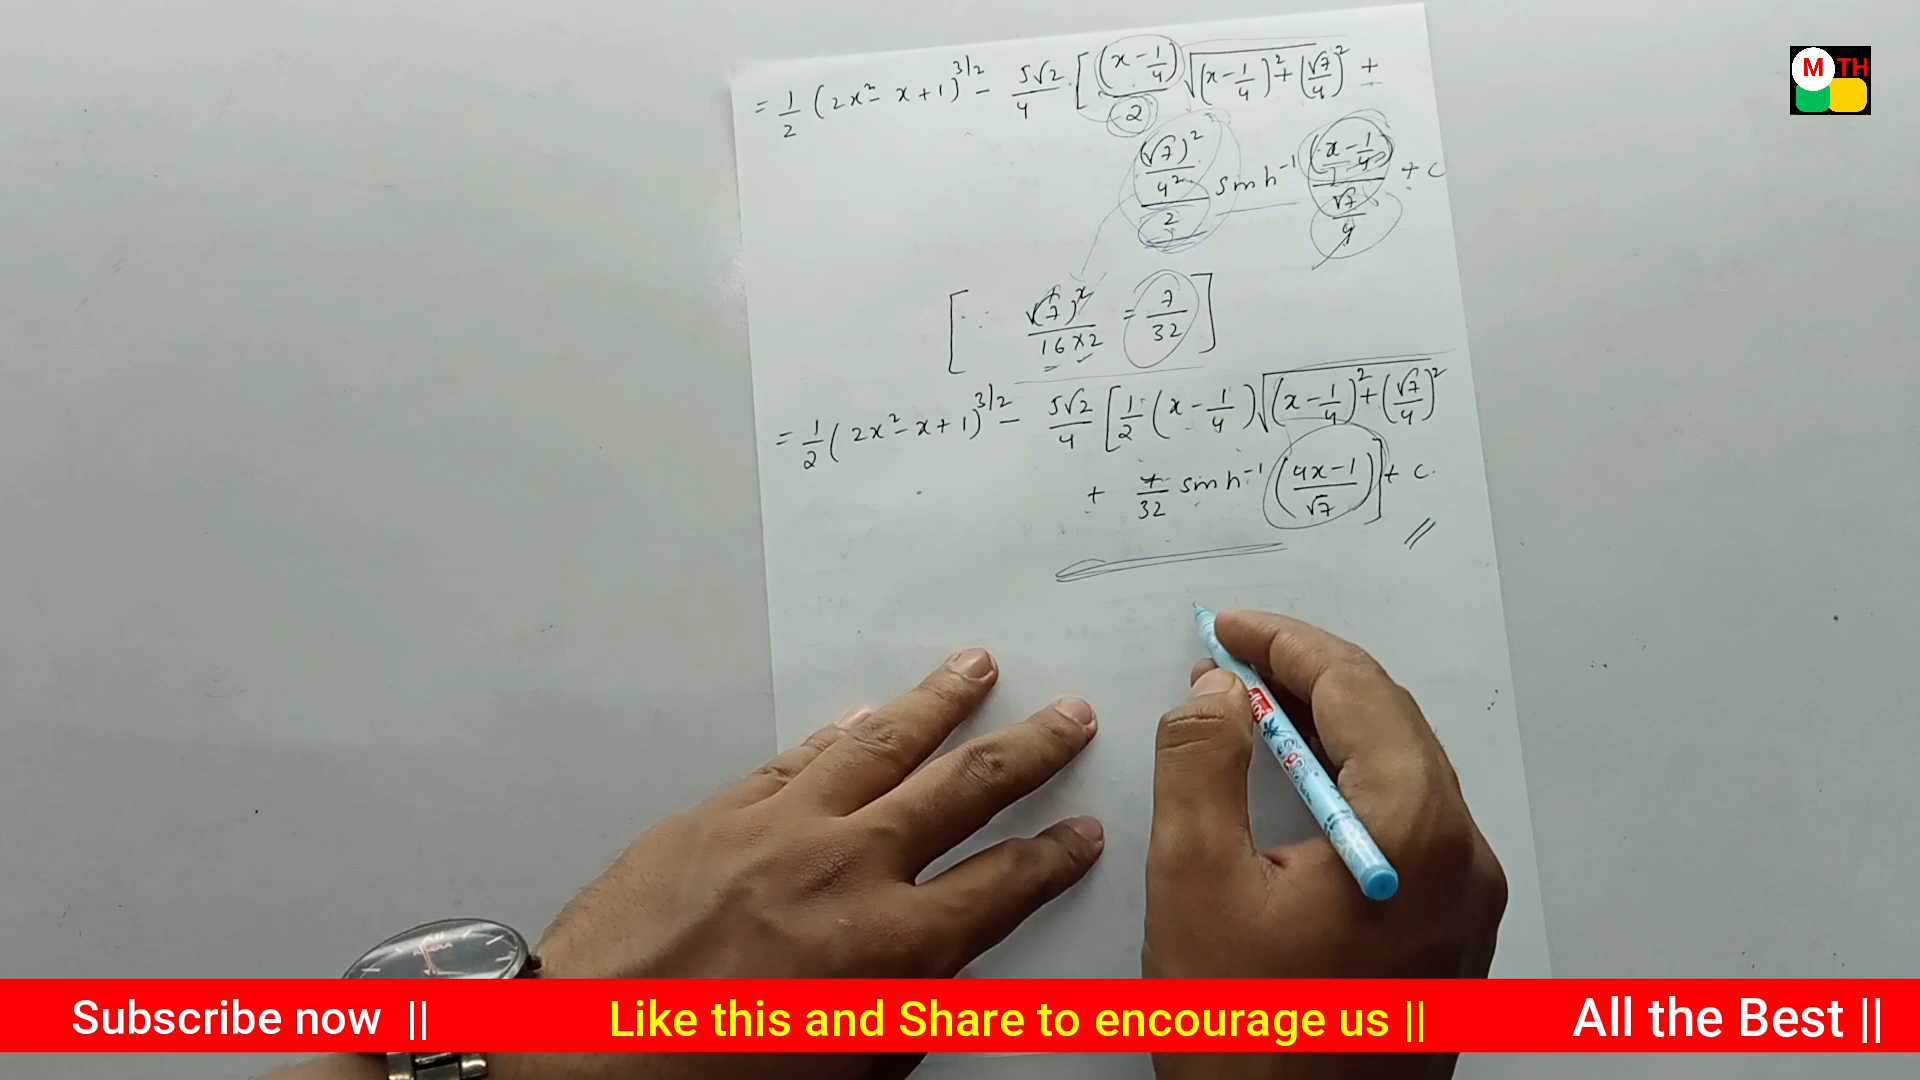 = 1/2 (2x² - x + 1)^3/2 - 5√2/4 [ (x - 1/4)/2 √(x - 1/4)² + (√7/4)² +
(√7)²/4²/2 sinh⁻¹ (x - 1/4)/(√7/4) + c
[ ∵ (√7)²/16×2 = 7/32 ]
= 1/2 (2x² - x + 1)^3/2 - 5√2/4 [ 1/2 (x - 1/4) √(x - 1/4)² + (√7/4)²
+ 7/32 sinh⁻¹ (4x - 1/√7) ] + c. //
MATH
Subscribe now || Like this and Share to encourage us || All the Best ||